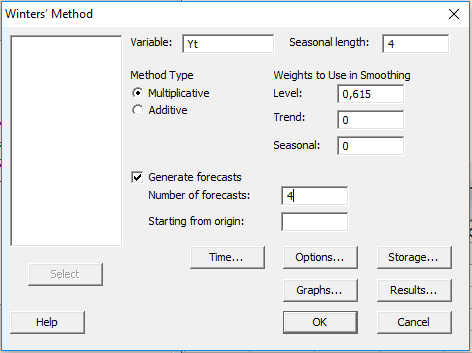 Winters' Method
Variable: Yt Seasonal length: 4
Method Type Weights to Use in Smoothing
Multiplicative Level: 0,615
Additive
Trend: 0
Seasonal: 0
Generate forecasts
Number of forecasts: 4
Starting from origin:
Time... Options... Storage...
Select
Graphs... Results...
Help OK Cancel